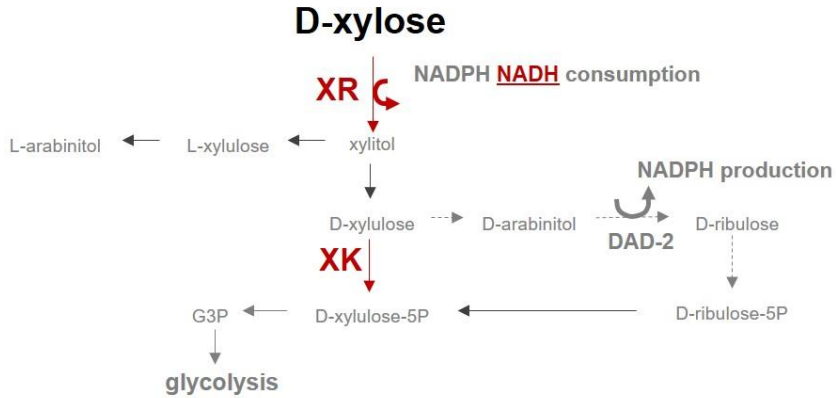 D-xylose
XR
NADPH NADH consumption
L-arabinitol
L-xylulose
xylitol
NADPH production
D-xylulose
D-arabinitol
D-ribulose
DAD-2
XK
G3P
D-xylulose-5P
D-ribulose-5P
glycolysis